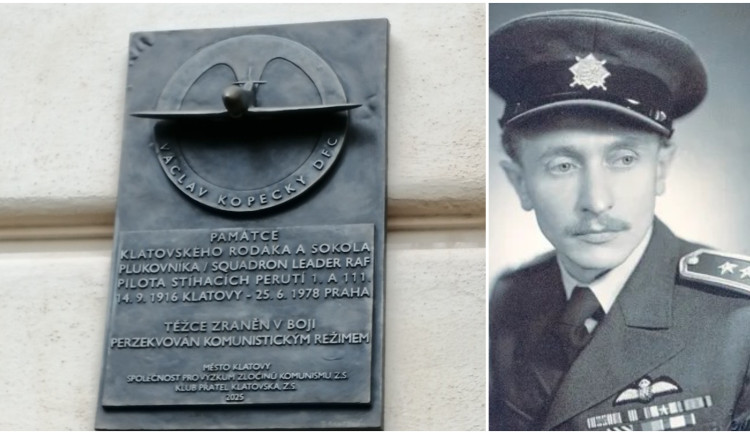 VÁCLAV KOPECKÝ DFC
PAMÁTCE
KLATOVSKÉHO RODÁKA A SOKOLA
PLUKOVNÍKA / SQUADRON LEADER RAF
PILOTA STÍHACÍCH PERUTÍ 1. A 111.
14. 9. 1916 KLATOVY - 25. 6. 1978 PRAHA
TĚŽCE ZRANĚN V BOJI
PERZEKVOVÁN KOMUNISTICKÝM REŽIMEM
MĚSTO KLATOVY
SPOLEČNOST PRO VÝZKUM ZLOČINŮ KOMUNISMU Z.S.
KLUB PŘÁTEL KLATOVSKA, Z.S.
2025